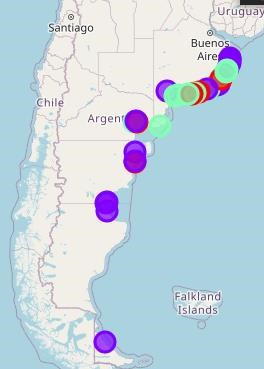 Uruguay
Santiago
Buenos
Aire
Chile
Argent
Falkland
Islands